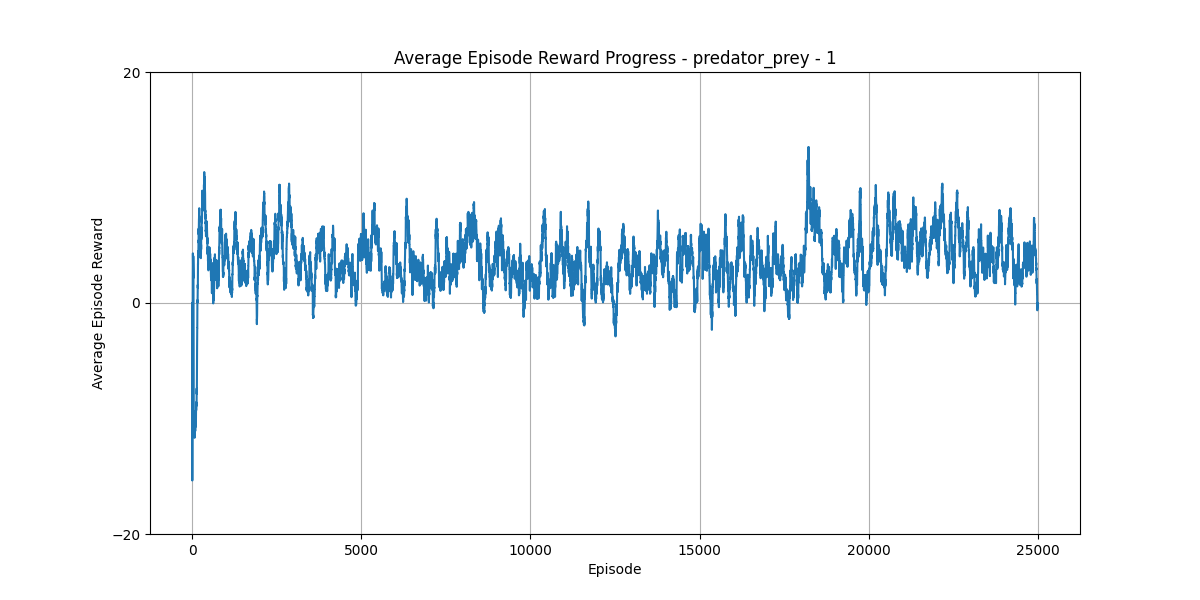 Average Episode Reward Progress - predator_prey - 1
20
0
−20
Average Episode Reward
0 5000 10000 15000 20000 25000
Episode